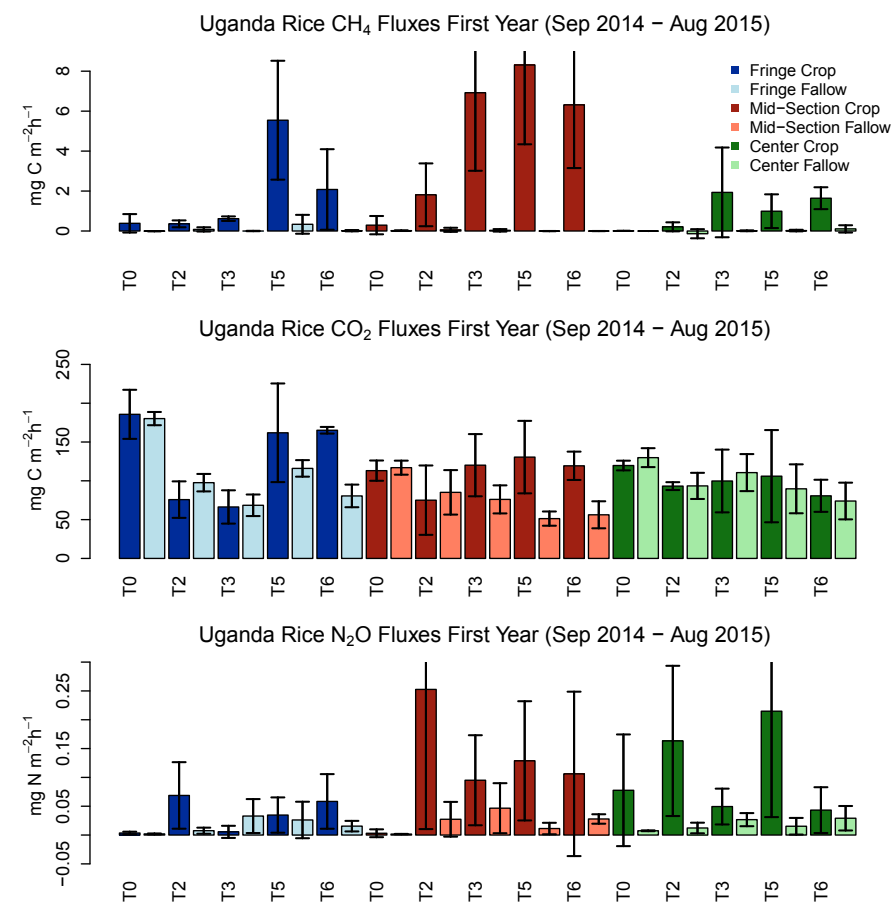 Uganda Rice CH₄ Fluxes First Year (Sep 2014 − Aug 2015)
mg C m⁻²h⁻¹
8
6
4
2
0
Fringe Crop
Fringe Fallow
Mid−Section Crop
Mid−Section Fallow
Center Crop
Center Fallow
T0 T2 T3 T5 T6 T0 T2 T3 T5 T6 T0 T2 T3 T5 T6
Uganda Rice CO₂ Fluxes First Year (Sep 2014 − Aug 2015)
mg C m⁻²h⁻¹
250
150
50
0
T0 T2 T3 T5 T6 T0 T2 T3 T5 T6 T0 T2 T3 T5 T6
Uganda Rice N₂O Fluxes First Year (Sep 2014 − Aug 2015)
mg N m⁻²h⁻¹
0.25
0.15
0.05
−0.05
T0 T2 T3 T5 T6 T0 T2 T3 T5 T6 T0 T2 T3 T5 T6